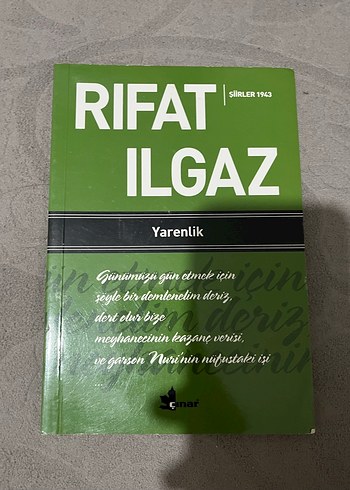 RIFAT
ŞİİRLER 1943
ILGAZ
Yarenlik
Günümüzü gün etmek için
şöyle bir demlenelim deriz,
dert olur bize
meyhanecinin kazanç verisi,
ve garson Nuri'nin nüfustaki işi
...
çınar